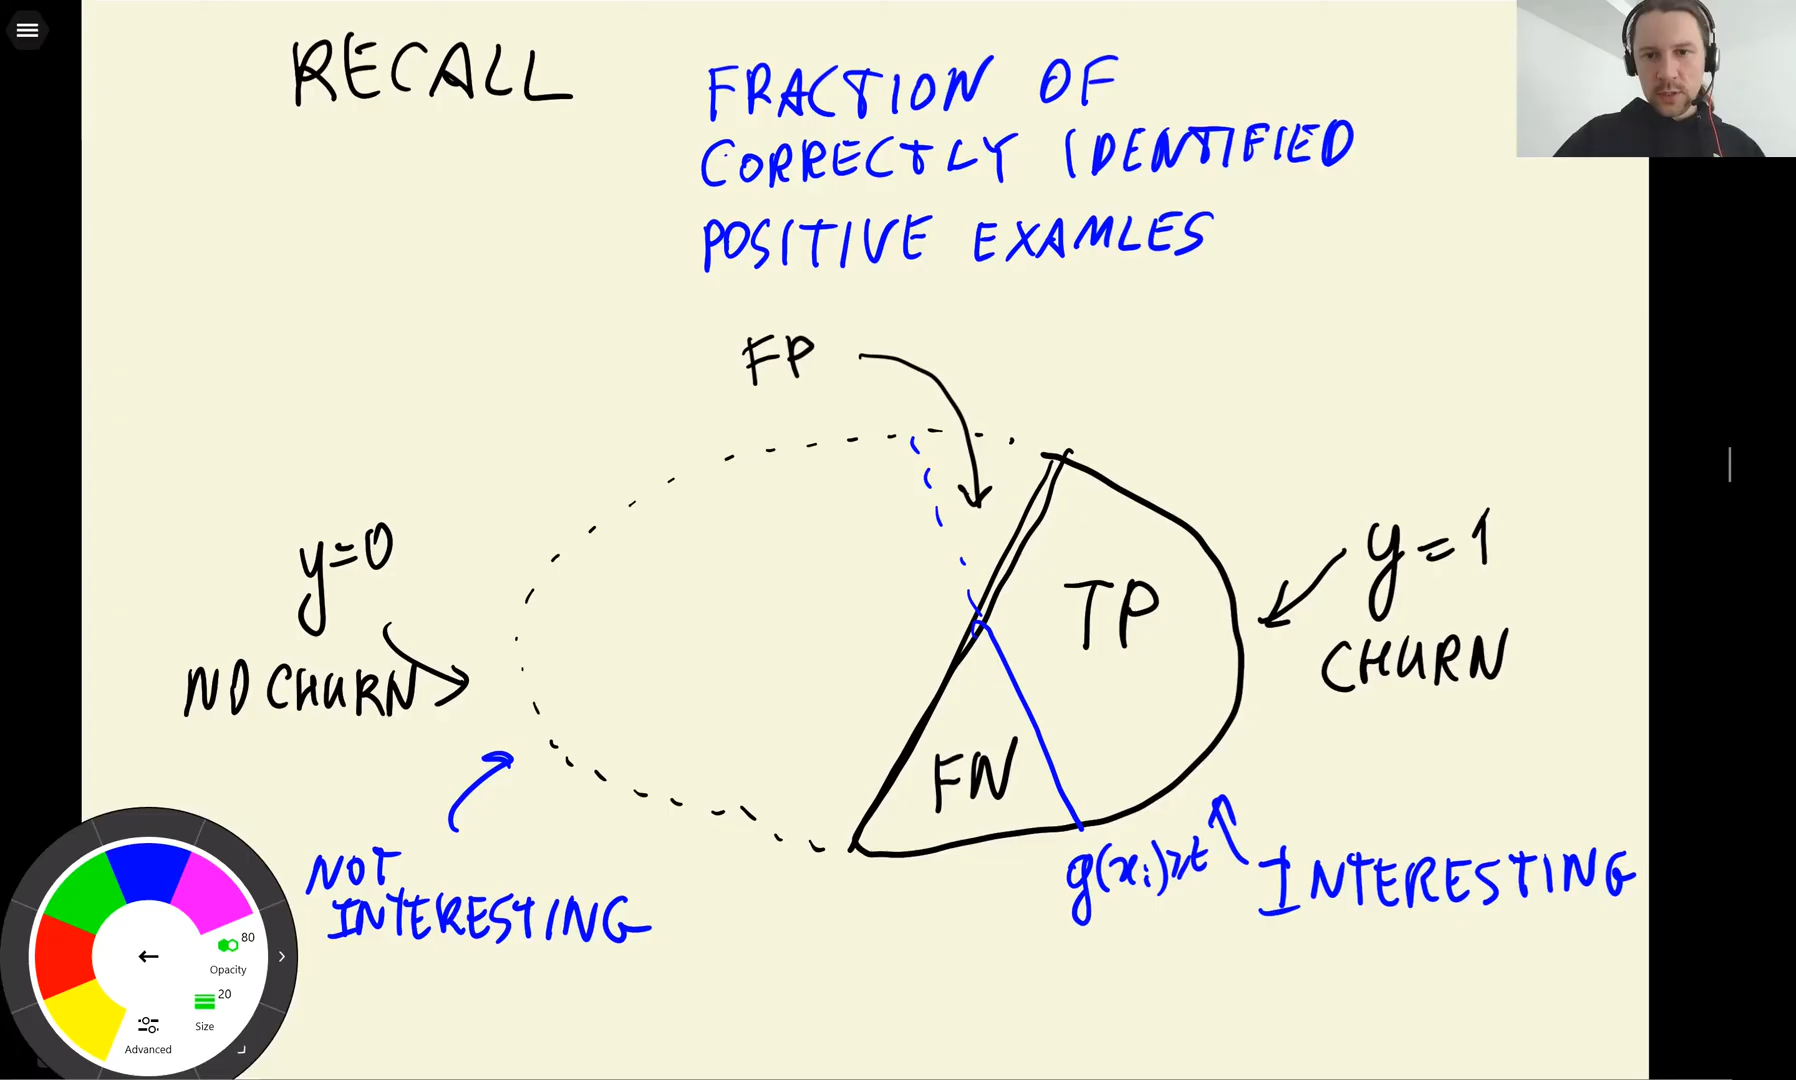 RECALL
FRACTION OF
CORRECTLY IDENTIFIED
POSITIVE EXAMLES
FP
y=0
NO CHURN
TP
y=1
CHURN
FN
g(xi)≥t
INTERESTING
NOT
INTERESTING
80
Opacity
20
Size
Advanced